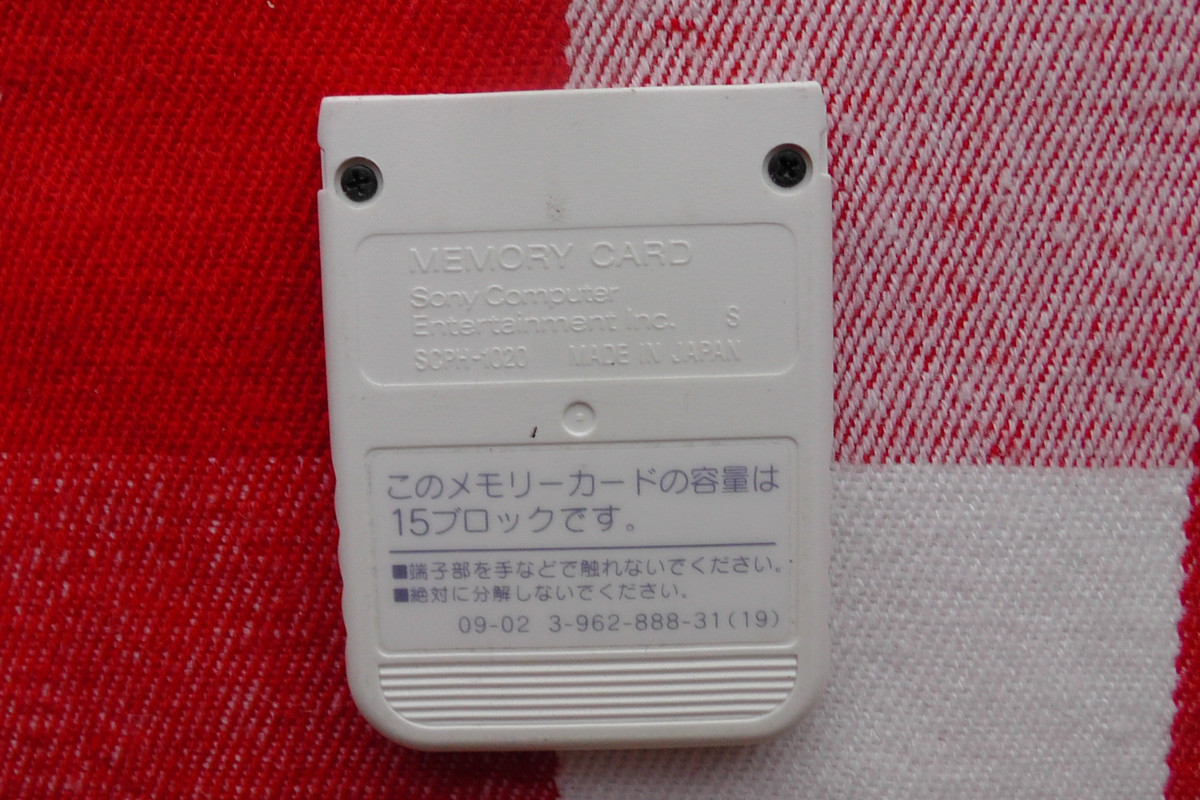 MEMORY CARD
Sony Computer
Entertainment Inc. S
SCPH-1020 MADE IN JAPAN
このメモリーカードの容量は
15ブロックです。
■端子部を手などで触れないでください。
■絶対に分解しないでください。
09-02 3-962-888-31(19)